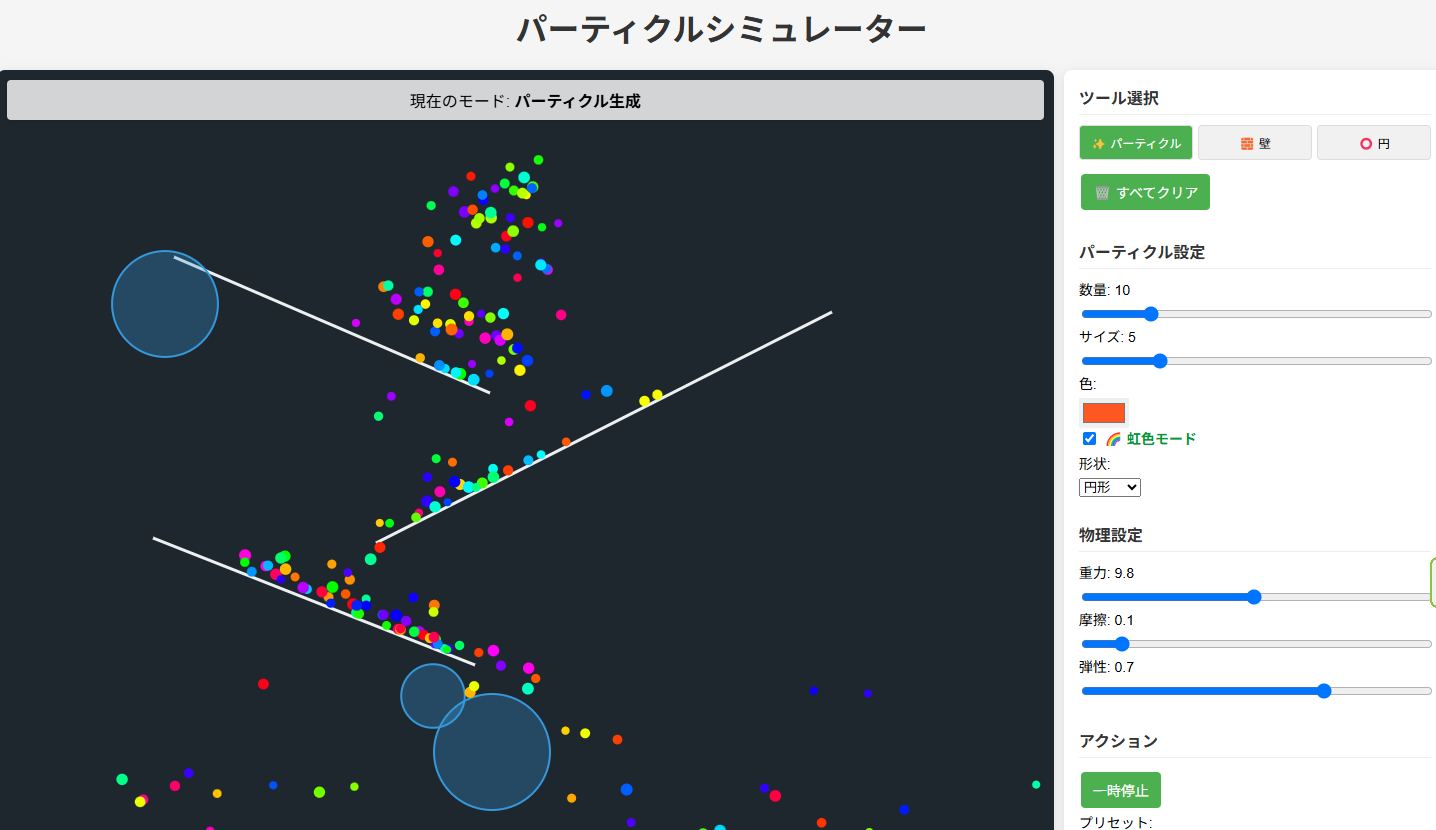 パーティクルシミュレーター
現在のモード: パーティクル生成
ツール選択
✨ パーティクル
🧱 壁
⭕ 円
🗑️ すべてクリア
パーティクル設定
数量: 10
サイズ: 5
色:
🌈 虹色モード
形状:
円形
物理設定
重力: 9.8
摩擦: 0.1
弾性: 0.7
アクション
一時停止
プリセット: